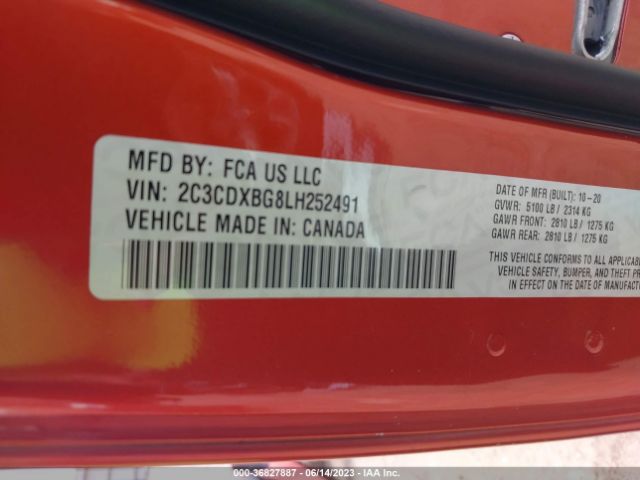 MFD BY: FCA US LLC
VIN: 2C3CDXBG8LH252491
VEHICLE MADE IN: CANADA
DATE OF MFR (BUILT): 10-20
GVWR: 5100 LB / 2314 KG
GAWR FRONT: 2810 LB / 1275 KG
GAWR REAR: 2810 LB / 1275 KG
THIS VEHICLE CONFORMS TO ALL APPLICABL
VEHICLE SAFETY, BUMPER, AND THEFT PR
IN EFFECT ON THE DATE OF MANUFACTU
000-36827887 - 06/14/2023 - IAA Inc.